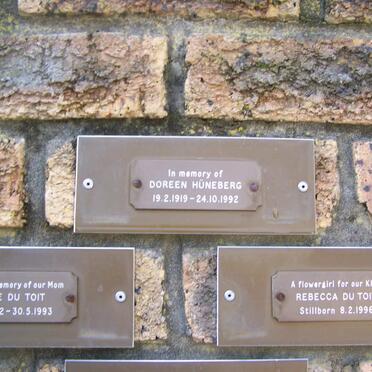 In memory of
DOREEN HÜNEBERG
19.2.1919 – 24.10.1992
emory of our Mom
E DU TOIT
2 – 30.5.1993
A flowergirl for our
REBECCA DU TOI
Stillborn 8.2.1996